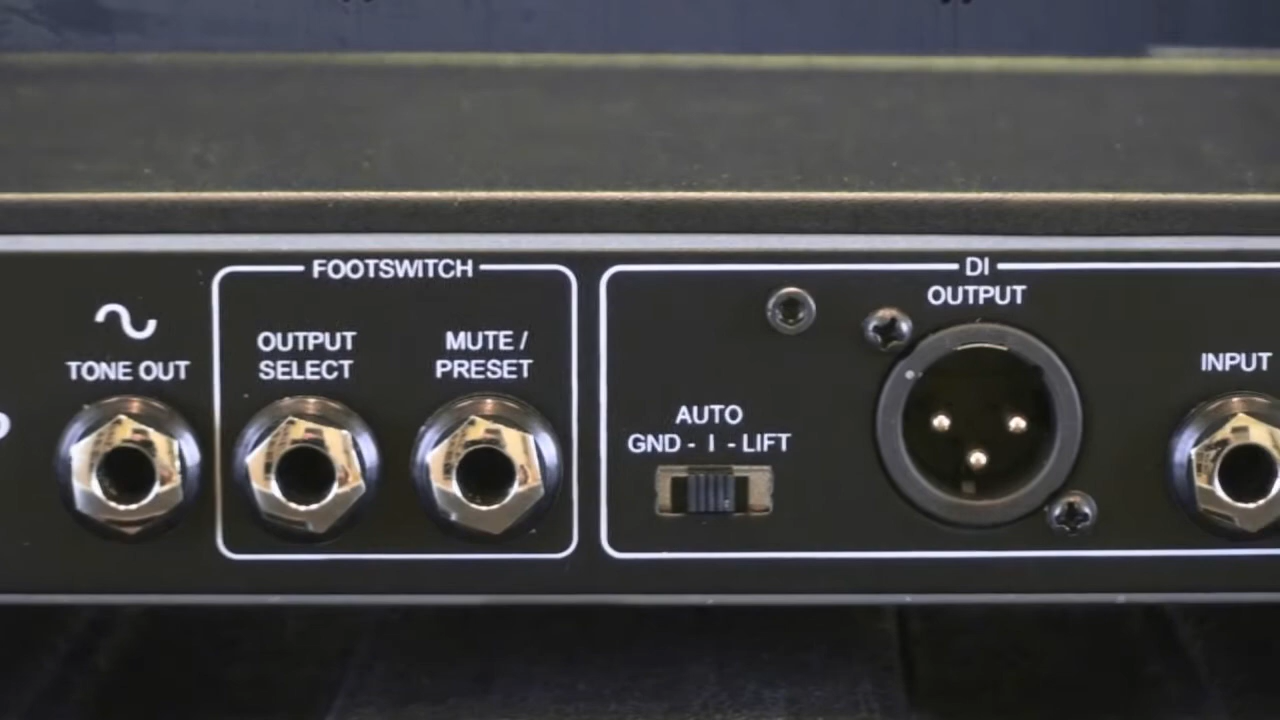 FOOTSWITCH
DI
OUTPUT
OUTPUT
SELECT
MUTE /
PRESET
TONE OUT
INPUT
AUTO
GND - I - LIFT